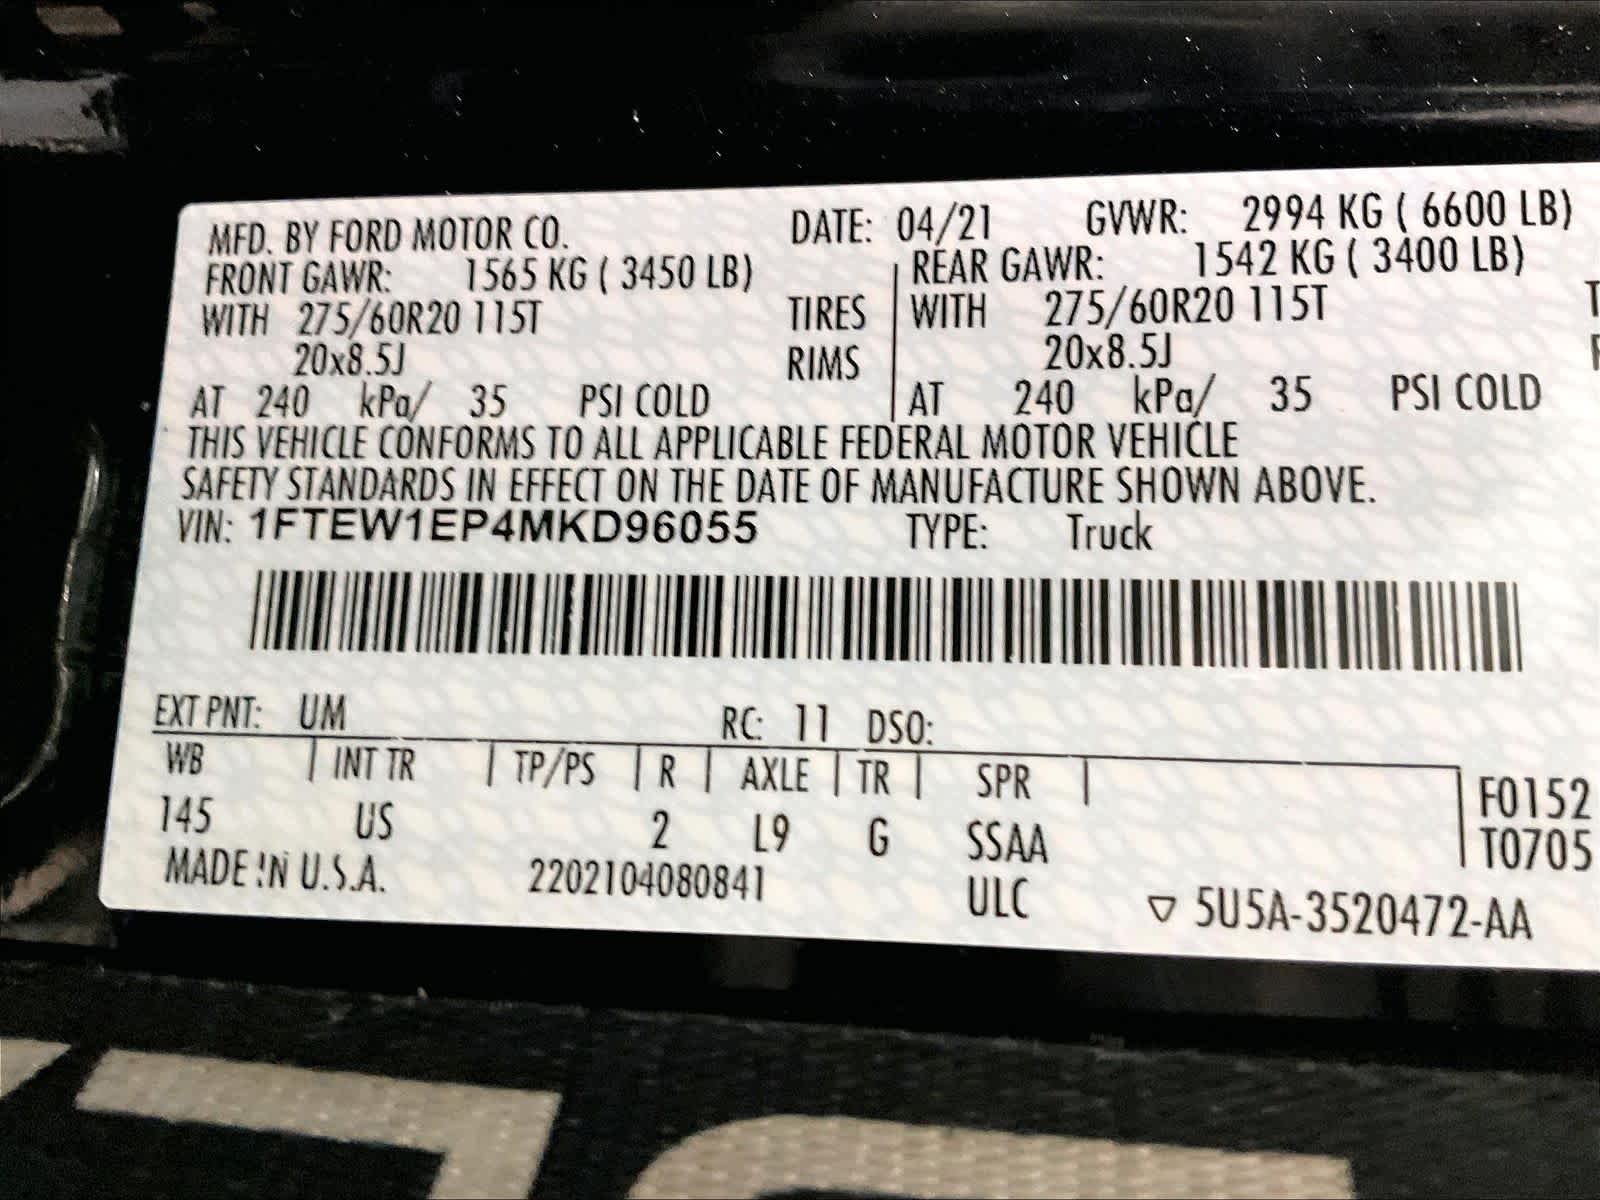 MFD. BY FORD MOTOR CO. DATE: 04/21 GVWR: 2994 KG ( 6600 LB)
FRONT GAWR: 1565 KG ( 3450 LB) REAR GAWR: 1542 KG ( 3400 LB)
WITH 275/60R20 115T TIRES WITH 275/60R20 115T
20x8.5J RIMS 20x8.5J
AT 240 kPa/ 35 PSI COLD AT 240 kPa/ 35 PSI COLD
THIS VEHICLE CONFORMS TO ALL APPLICABLE FEDERAL MOTOR VEHICLE
SAFETY STANDARDS IN EFFECT ON THE DATE OF MANUFACTURE SHOWN ABOVE.
VIN: 1FTEW1EP4MKD96055 TYPE: Truck
EXT PNT: UM RC: 11 DSO:
WB INT TR TP/PS R AXLE TR SPR
F0152
145 US 2 L9 G SSAA
T0705
MADE IN U.S.A. 2202104080841 ULC ▽ 5U5A-3520472-AA